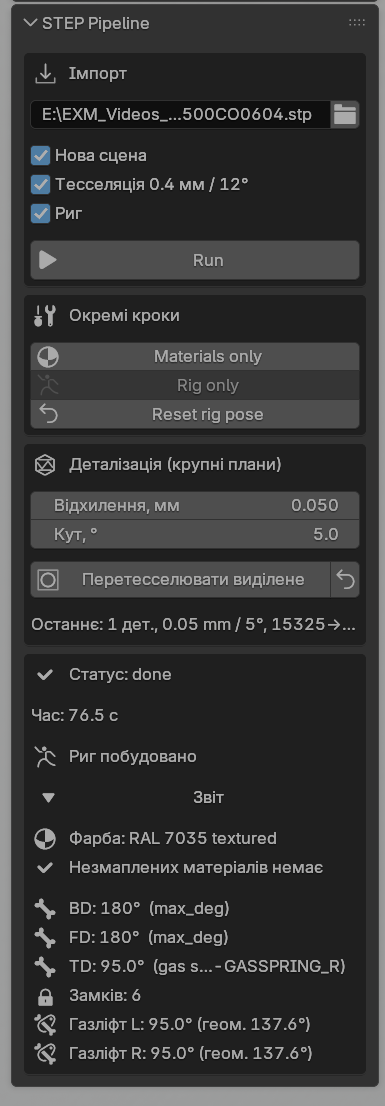 STEP Pipeline
Імпорт
E:\EXM_Videos_...500CO0604.stp
Нова сцена
Тесселяція 0.4 мм / 12°
Риг
Run
Окремі кроки
Materials only
Rig only
Reset rig pose
Деталізація (крупні плани)
Відхилення, мм 0.050
Кут, ° 5.0
Перетесселювати виділене
Останнє: 1 дет., 0.05 mm / 5°, 15325→...
Статус: done
Час: 76.5 с
Риг побудовано
Звіт
Фарба: RAL 7035 textured
Незмаплених матеріалів немає
BD: 180° (max_deg)
FD: 180° (max_deg)
TD: 95.0° (gas s...-GASSPRING_R)
Замків: 6
Газліфт L: 95.0° (геом. 137.6°)
Газліфт R: 95.0° (геом. 137.6°)